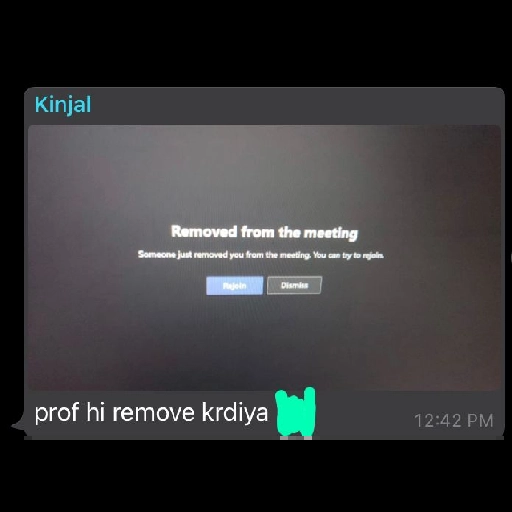 Kinjal
Removed from the meeting
Someone just removed you from the meeting. You can try to rejoin.
Rejoin
Dismiss
prof hi remove krdiya
12:42 PM